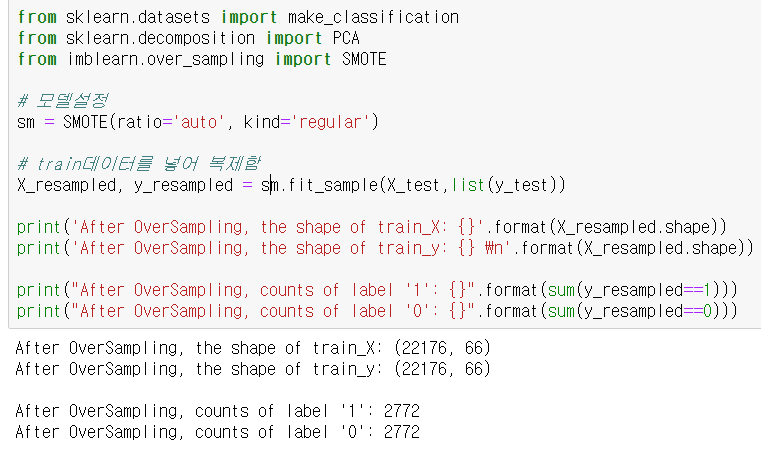 from sklearn.datasets import make_classification
from sklearn.decomposition import PCA
from imblearn.over_sampling import SMOTE
# 모델설정
sm = SMOTE(ratio='auto', kind='regular')
# train데이터를 넣어 복제함
X_resampled, y_resampled = sm.fit_sample(X_test,list(y_test))
print('After OverSampling, the shape of train_X: {}'.format(X_resampled.shape))
print('After OverSampling, the shape of train_y: {} ₩n'.format(X_resampled.shape))
print("After OverSampling, counts of label '1': {}".format(sum(y_resampled==1)))
print("After OverSampling, counts of label '0': {}".format(sum(y_resampled==0)))
After OverSampling, the shape of train_X: (22176, 66)
After OverSampling, the shape of train_y: (22176, 66)
After OverSampling, counts of label '1': 2772
After OverSampling, counts of label '0': 2772